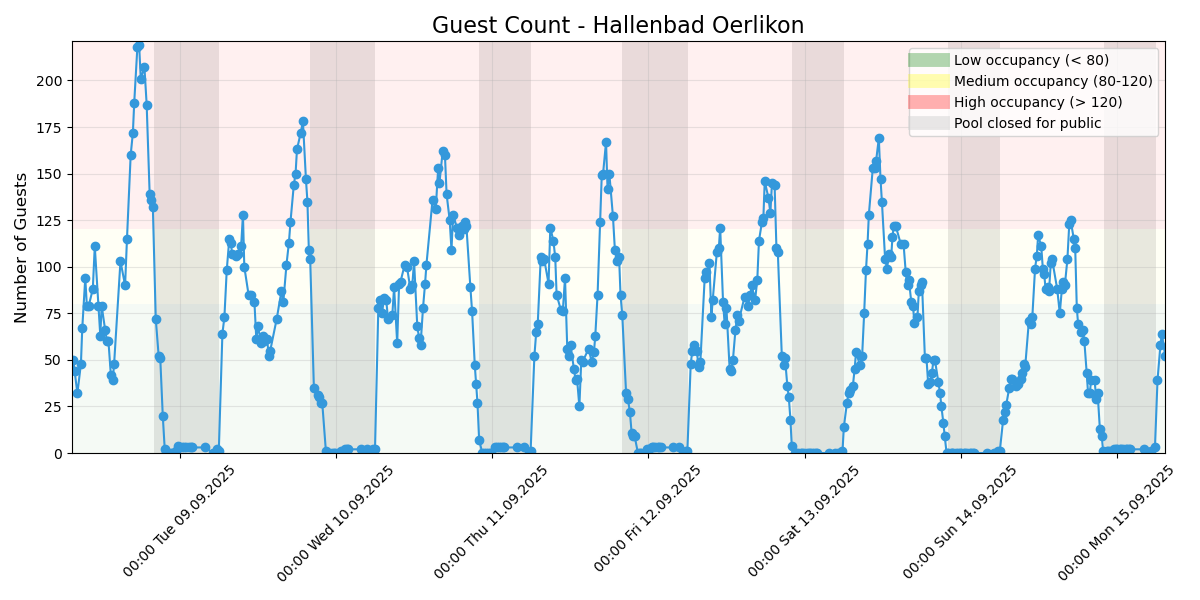 Guest Count - Hallenbad Oerlikon
Number of Guests
200
175
150
125
100
75
50
25
0
Low occupancy (< 80)
Medium occupancy (80-120)
High occupancy (> 120)
Pool closed for public
00:00 Tue 09.09.2025
00:00 Wed 10.09.2025
00:00 Thu 11.09.2025
00:00 Fri 12.09.2025
00:00 Sat 13.09.2025
00:00 Sun 14.09.2025
00:00 Mon 15.09.2025